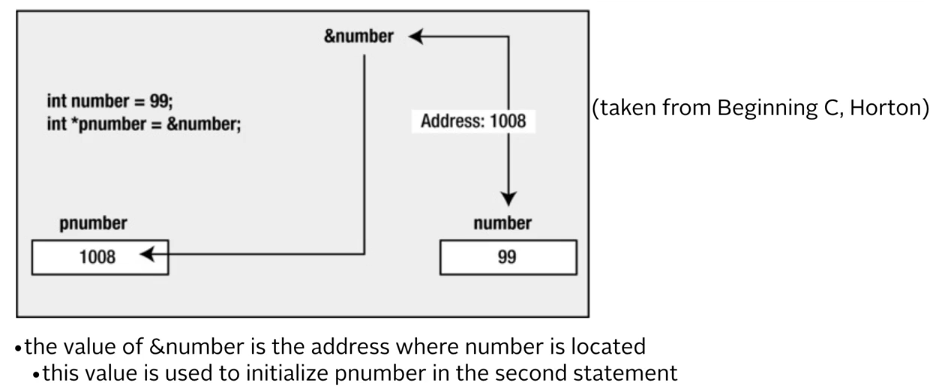 &number
int number = 99;
int *pnumber = &number;
(taken from Beginning C, Horton)
Address: 1008
pnumber
number
1008
99
•the value of &number is the address where number is located
•this value is used to initialize pnumber in the second statement